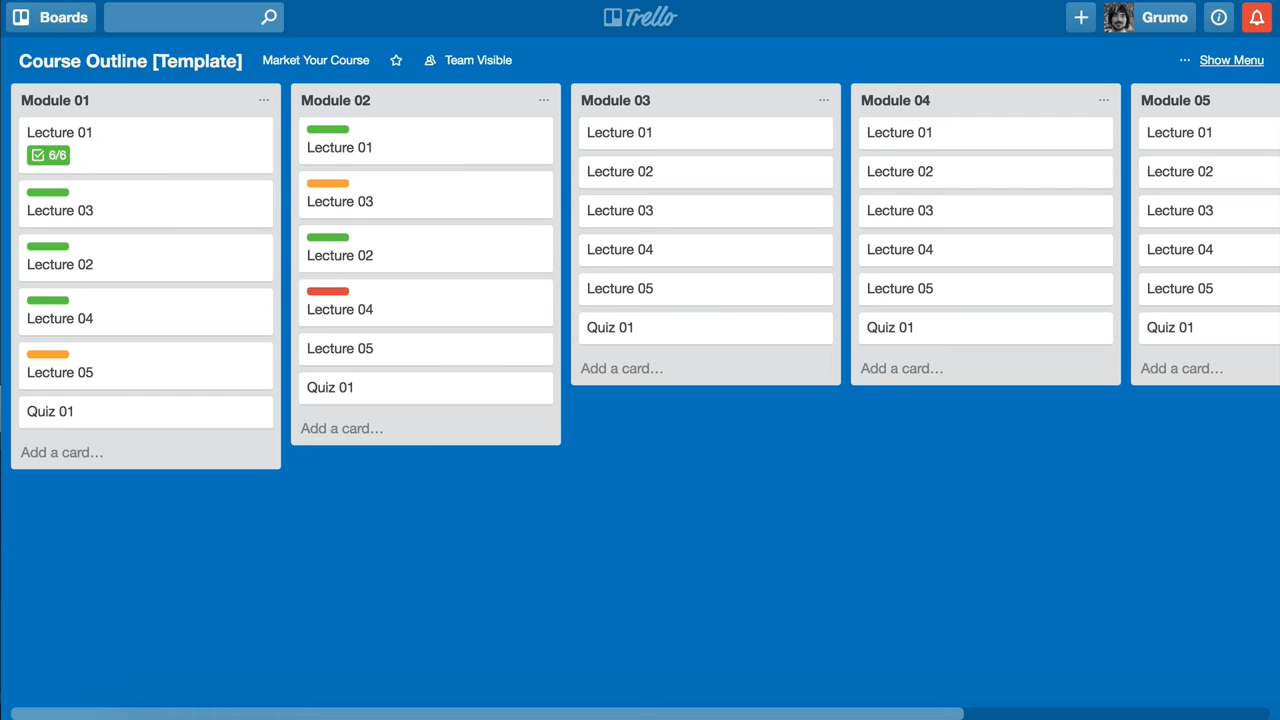 Boards
Trello
Grumo
Course Outline [Template]
Market Your Course
Team Visible
... Show Menu
Module 01
Lecture 01
6/6
Lecture 03
Lecture 02
Lecture 04
Lecture 05
Quiz 01
Add a card...
Module 02
Lecture 01
Lecture 03
Lecture 02
Lecture 04
Lecture 05
Quiz 01
Add a card...
Module 03
Lecture 01
Lecture 02
Lecture 03
Lecture 04
Lecture 05
Quiz 01
Add a card...
Module 04
Lecture 01
Lecture 02
Lecture 03
Lecture 04
Lecture 05
Quiz 01
Add a card...
Module 05
Lecture 01
Lecture 02
Lecture 03
Lecture 04
Lecture 05
Quiz 01
Add a card...